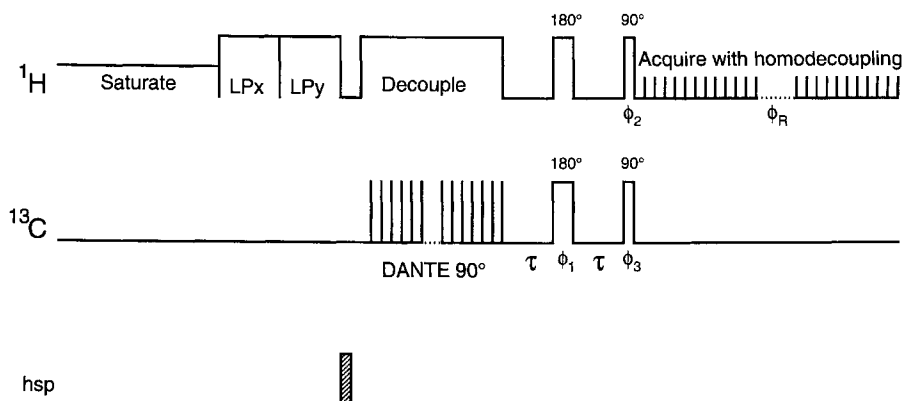 180° 90°
¹H Saturate LPx LPy Decouple Acquire with homodecoupling
ϕ₂ ϕR
180° 90°
¹³C
DANTE 90° τ ϕ₁ τ ϕ₃
hsp